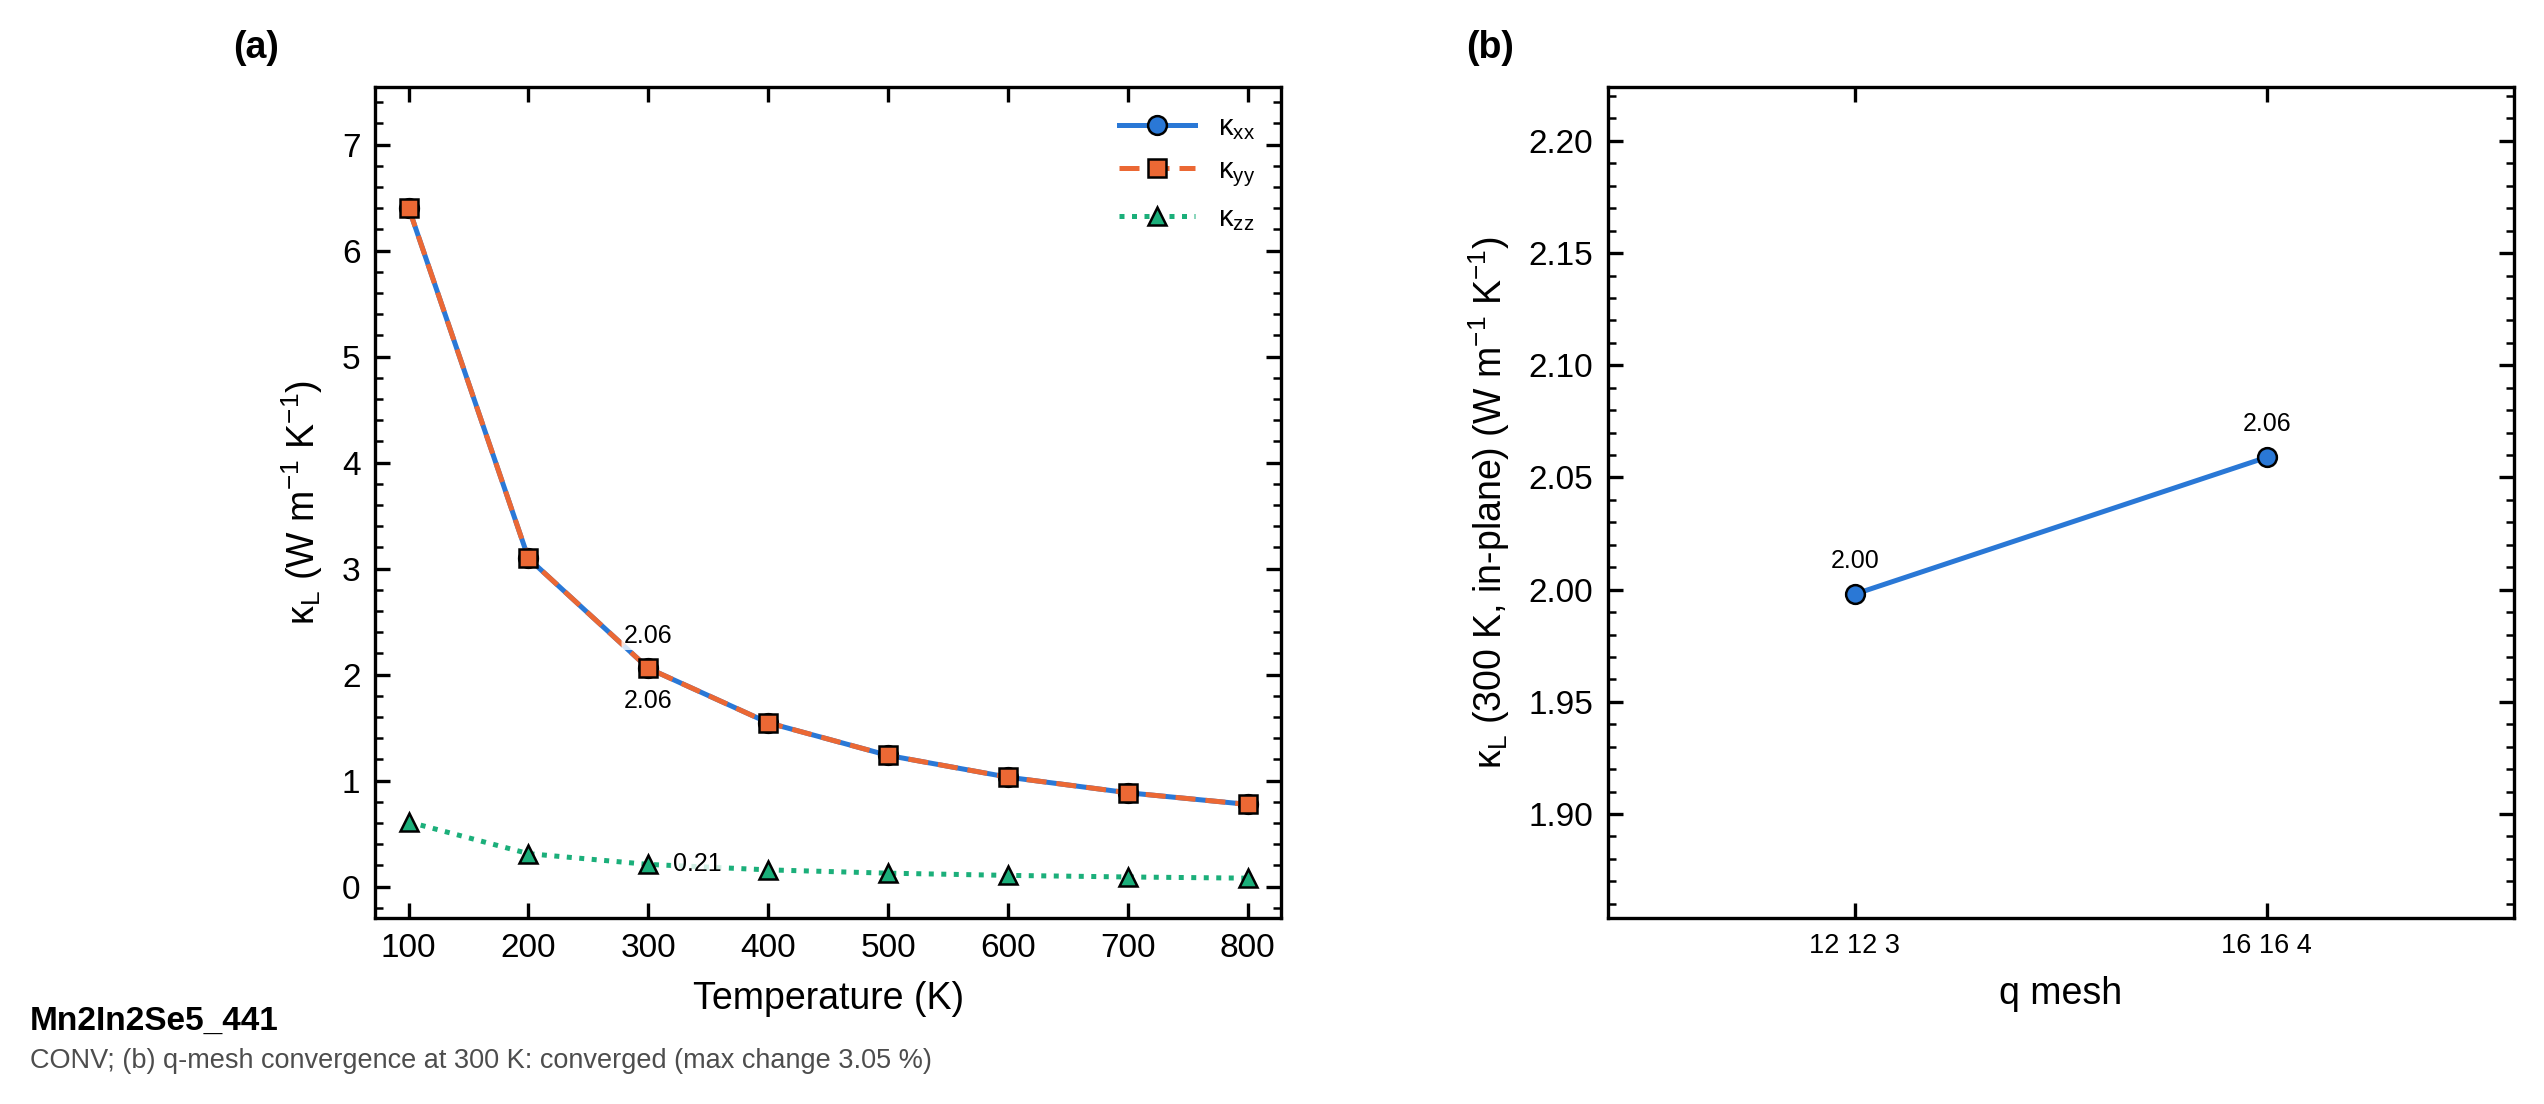 (a)
(b)
κxx
κyy
κzz
7
6
5
4
3
2
1
0
κL (W m−1 K−1)
2.06
2.06
0.21
100 200 300 400 500 600 700 800
Temperature (K)
2.20
2.15
2.10
2.05
2.00
1.95
1.90
κL (300 K, in-plane) (W m−1 K−1)
2.00
2.06
12 12 3
16 16 4
q mesh
Mn2In2Se5_441
CONV; (b) q-mesh convergence at 300 K: converged (max change 3.05 %)